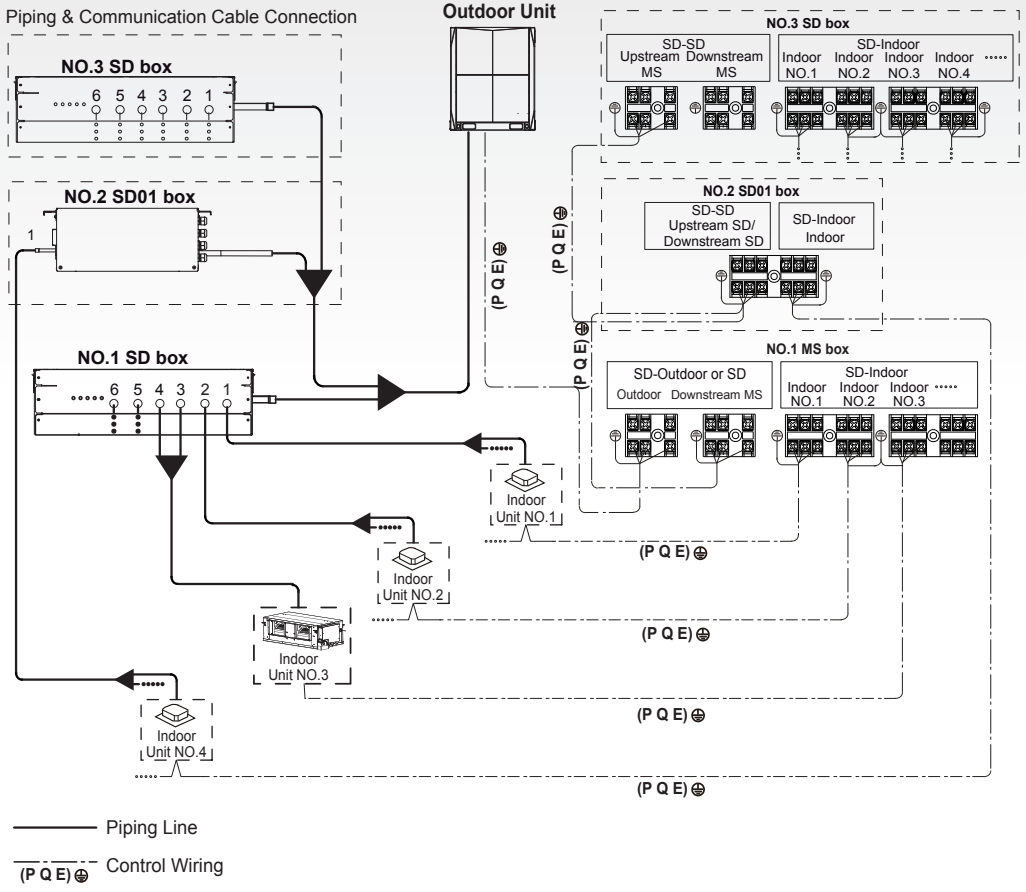 Piping & Communication Cable Connection
NO.3 SD box
6 5 4 3 2 1
NO.2 SD01 box
1
NO.1 SD box
6 5 4 3 2 1
Outdoor Unit
(P Q E)
(P Q E)
(P Q E)
NO.3 SD box
SD-SD
Upstream Downstream
MS MS
SD-Indoor
Indoor Indoor Indoor Indoor
NO.1 NO.2 NO.3 NO.4
NO.2 SD01 box
SD-SD
Upstream SD/
Downstream SD
SD-Indoor
Indoor
NO.1 MS box
SD-Outdoor or SD
Outdoor Downstream MS
SD-Indoor
Indoor Indoor Indoor
NO.1 NO.2 NO.3
Indoor
Unit NO.1
(P Q E)
Indoor
Unit NO.2
(P Q E)
Indoor
Unit NO.3
(P Q E)
Indoor
Unit NO.4
(P Q E)
Piping Line
(P Q E) Control Wiring